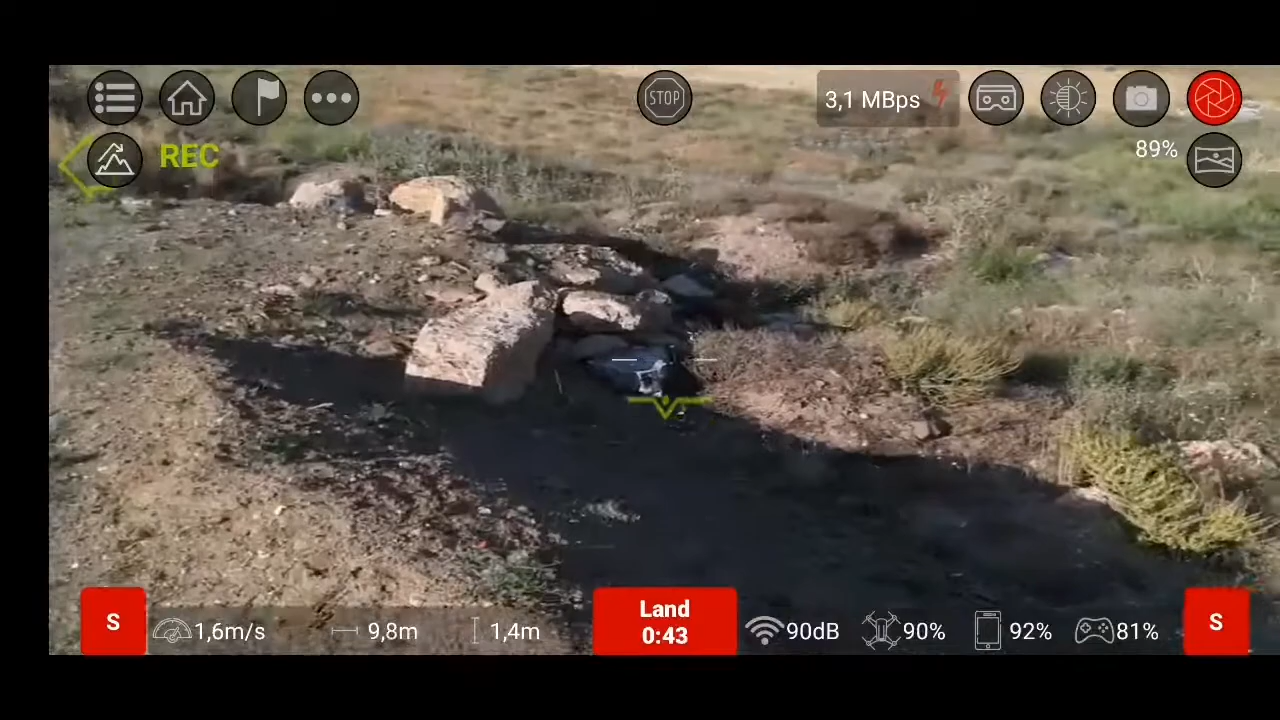 STOP
3,1 MBps
REC
89%
S
1,6m/s
9,8m
1,4m
Land
0:43
90dB
90%
92%
81%
S